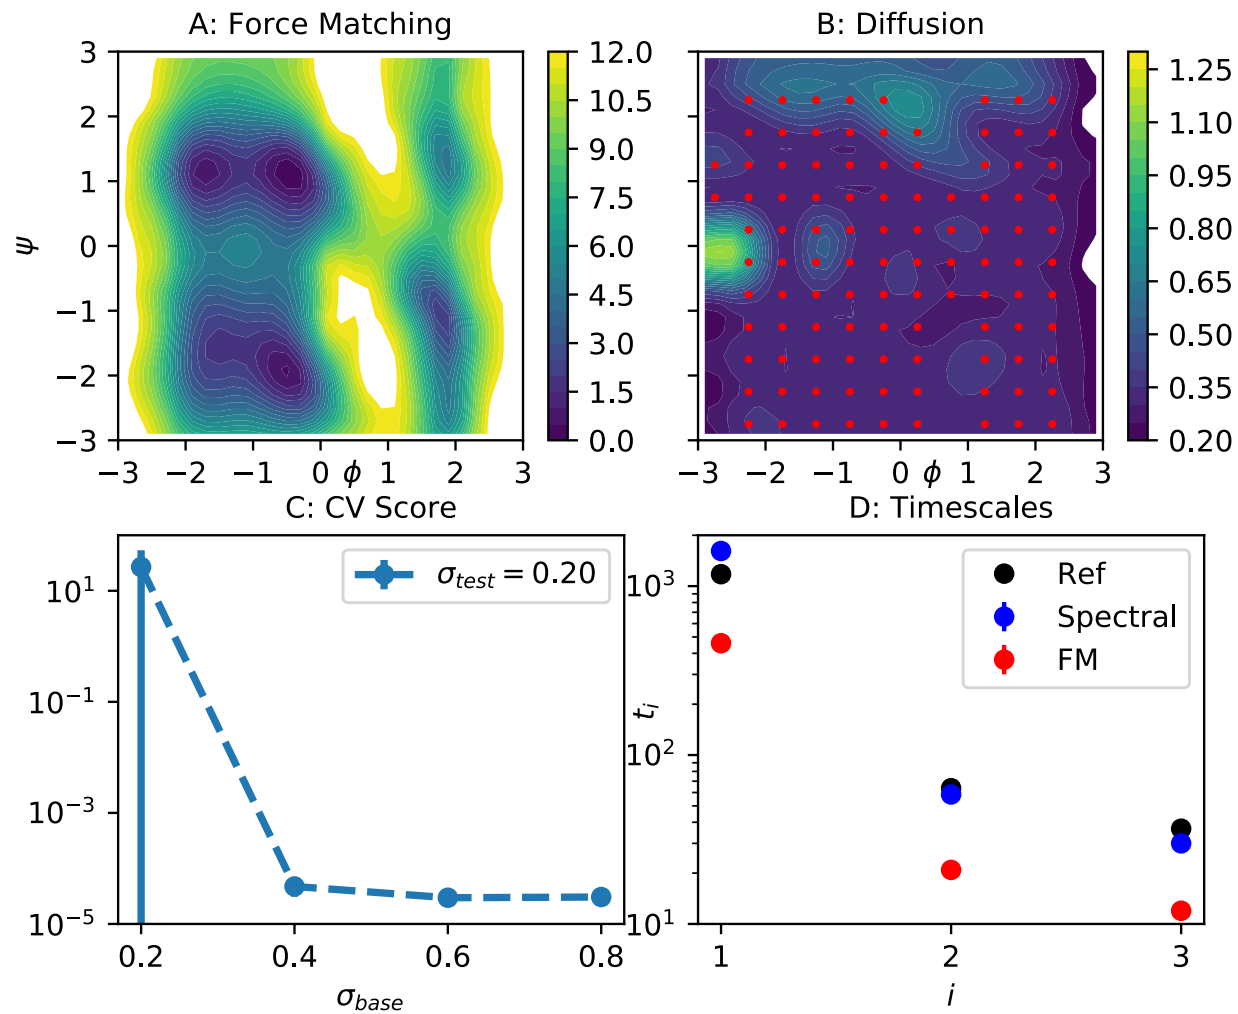 A: Force Matching
B: Diffusion
3
2
1
0
−1
−2
−3
ψ
−3 −2 −1 0 ϕ 1 2 3
12.0
10.5
9.0
7.5
6.0
4.5
3.0
1.5
0.0
−3 −2 −1 0 ϕ 1 2 3
1.25
1.10
0.95
0.80
0.65
0.50
0.35
0.20
C: CV Score
D: Timescales
σ_test = 0.20
10^1
10^−1
10^−3
10^−5
0.2 0.4 0.6 0.8
σ_base
Ref
Spectral
FM
t_i
10^3
10^2
10^1
1 2 3
i